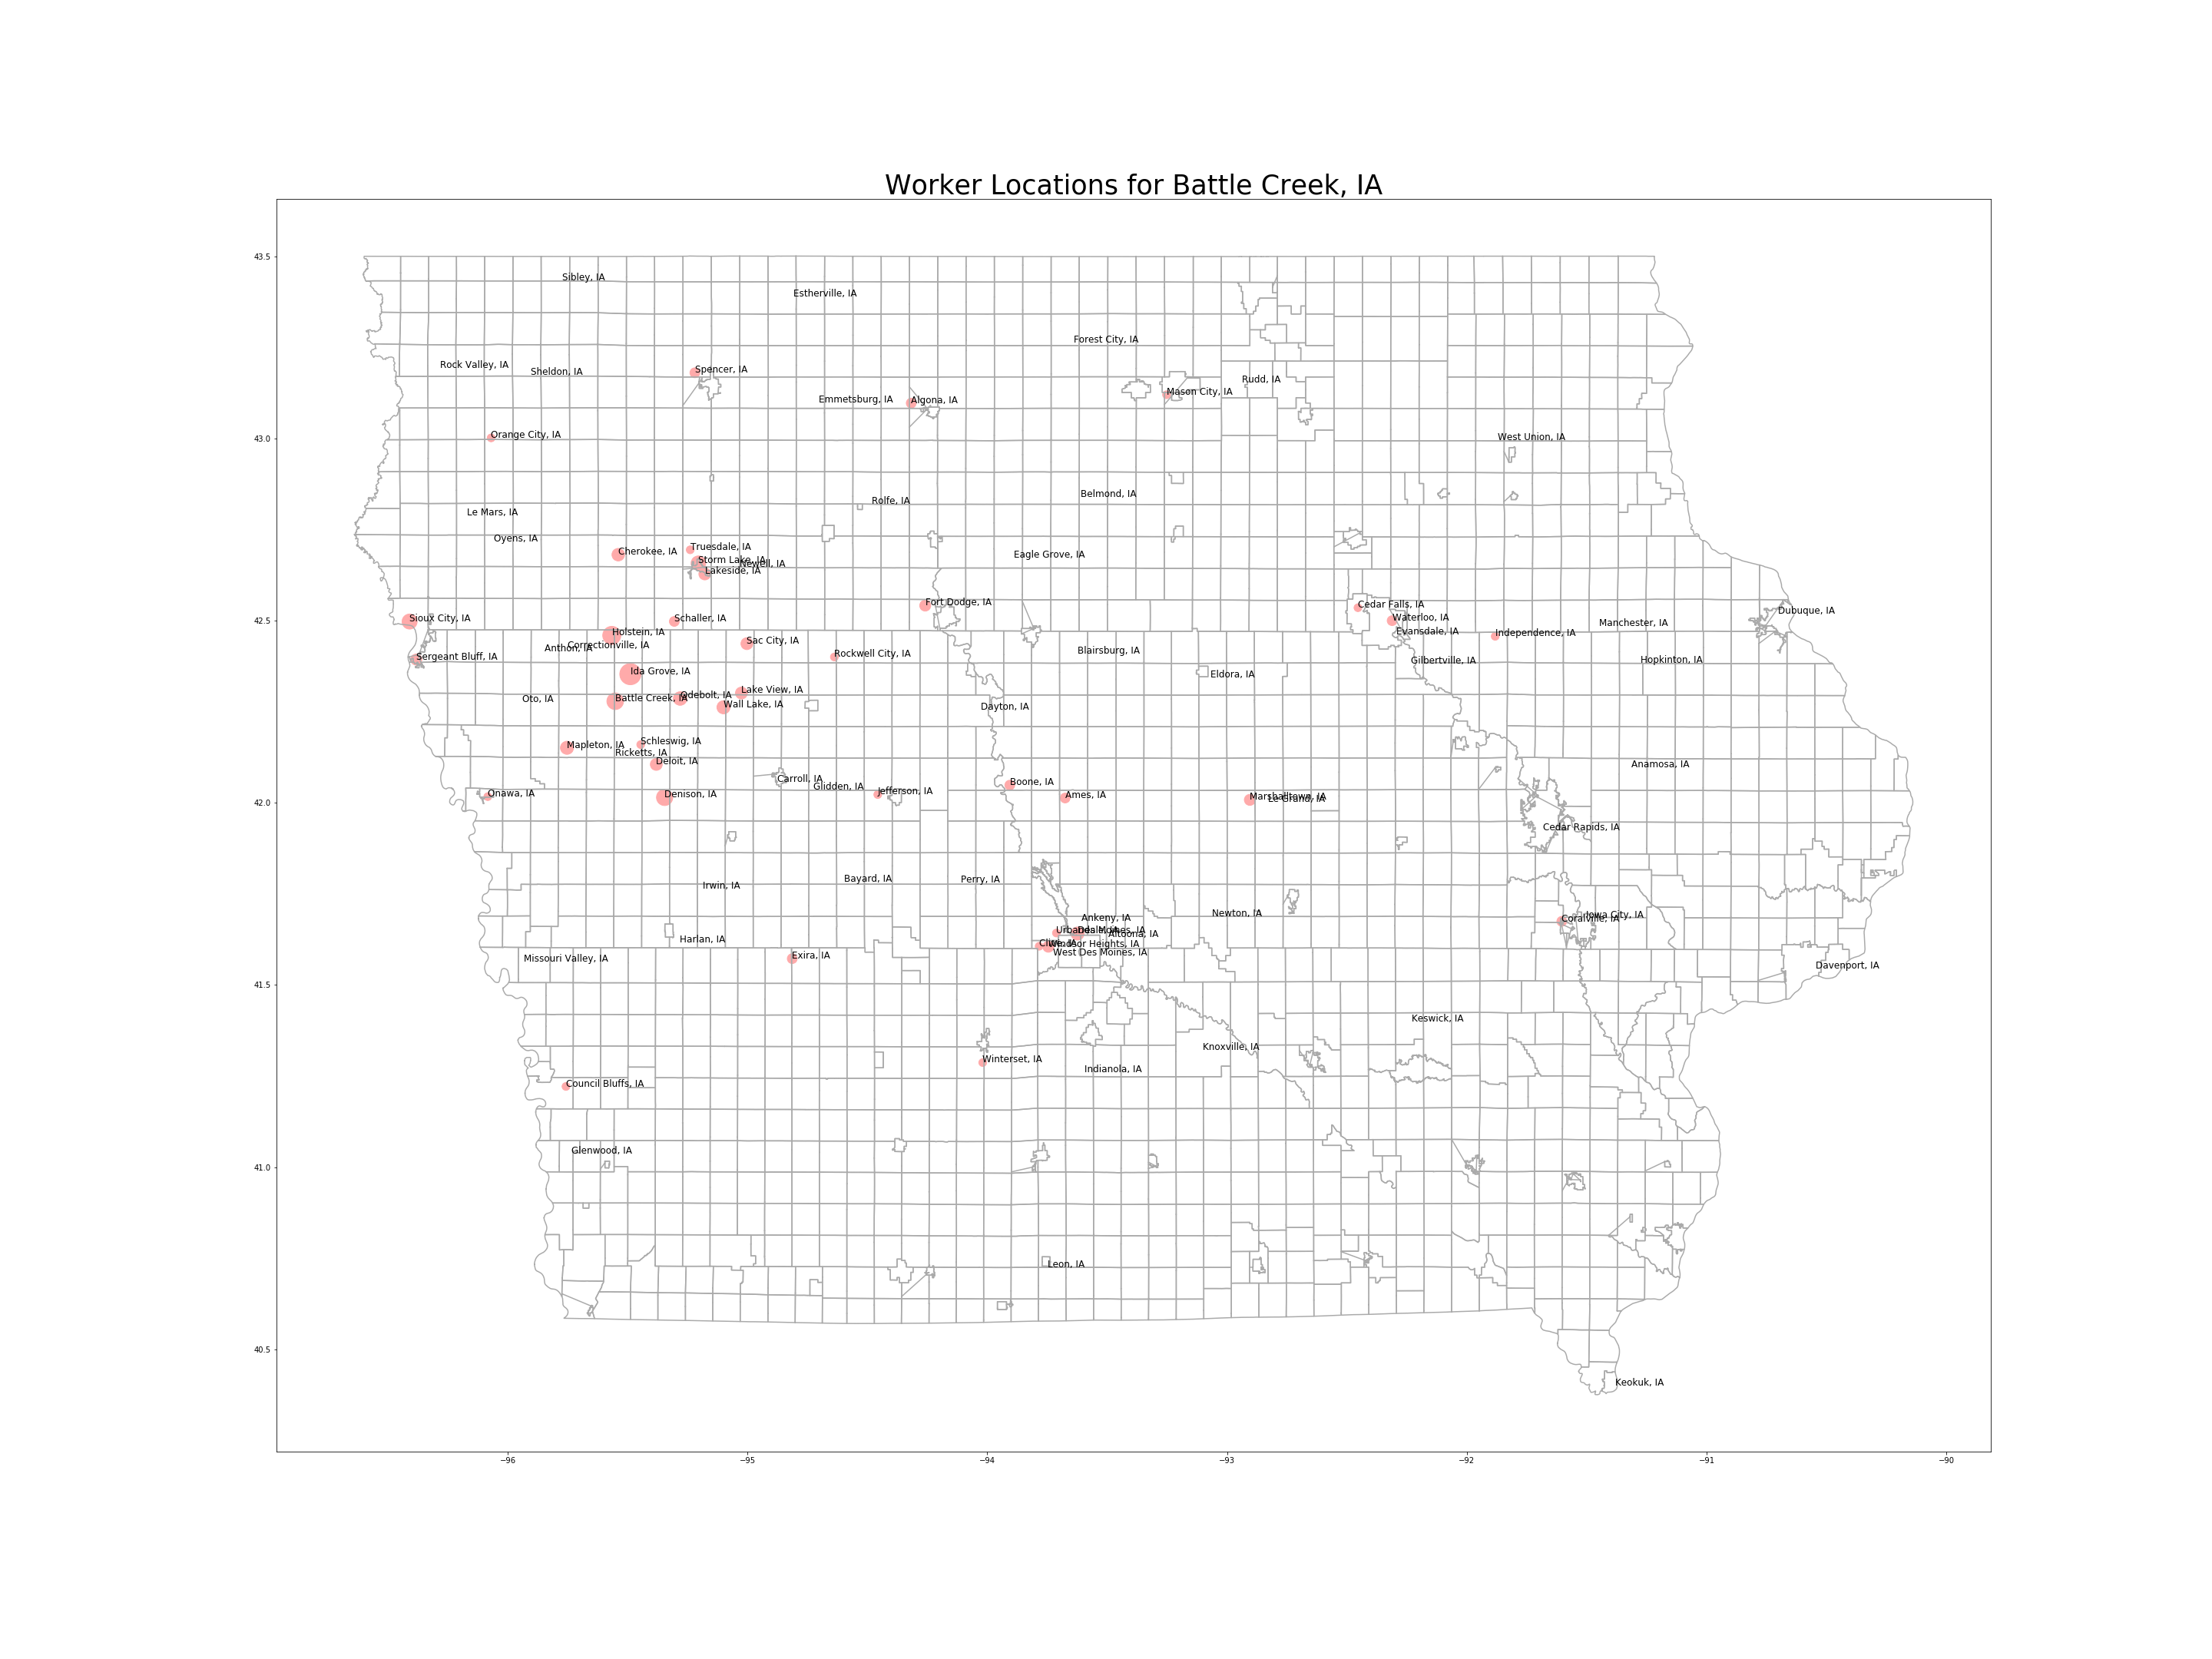 Worker Locations for Battle Creek, IA
43.5
Sibley, IA
Estherville, IA
Forest City, IA
Rock Valley, IA
Sheldon, IA
Spencer, IA
Rudd, IA
Mason City, IA
Emmetsburg, IA
Algona, IA
43.0
Orange City, IA
West Union, IA
Belmond, IA
Rolfe, IA
Le Mars, IA
Oyens, IA
Truesdale, IA
Cherokee, IA
Eagle Grove, IA
Storm Lake, IA
Newell, IA
Lakeside, IA
Fort Dodge, IA
Cedar Falls, IA
Dubuque, IA
42.5
Sioux City, IA
Schaller, IA
Waterloo, IA
Manchester, IA
Holstein, IA
Evansdale, IA
Independence, IA
Sac City, IA
Correctionville, IA
Anthon, IA
Blairsburg, IA
Rockwell City, IA
Sergeant Bluff, IA
Gilbertville, IA
Hopkinton, IA
Ida Grove, IA
Eldora, IA
Lake View, IA
Odebolt, IA
Battle Creek, IA
Oto, IA
Wall Lake, IA
Dayton, IA
Schleswig, IA
Mapleton, IA
Ricketts, IA
Deloit, IA
Anamosa, IA
Carroll, IA
Boone, IA
Glidden, IA
Jefferson, IA
42.0
Onawa, IA
Denison, IA
Ames, IA
Marshalltown, IA
Le Grand, IA
Cedar Rapids, IA
Bayard, IA
Perry, IA
Irwin, IA
Newton, IA
Iowa City, IA
Coralville, IA
Ankeny, IA
Urbandale, IA
Des Moines, IA
Altoona, IA
Harlan, IA
Clive, IA
Windsor Heights, IA
West Des Moines, IA
Exira, IA
Missouri Valley, IA
Davenport, IA
41.5
Keswick, IA
Knoxville, IA
Winterset, IA
Indianola, IA
Council Bluffs, IA
Glenwood, IA
41.0
Leon, IA
40.5
Keokuk, IA
−96
−95
−94
−93
−92
−91
−90